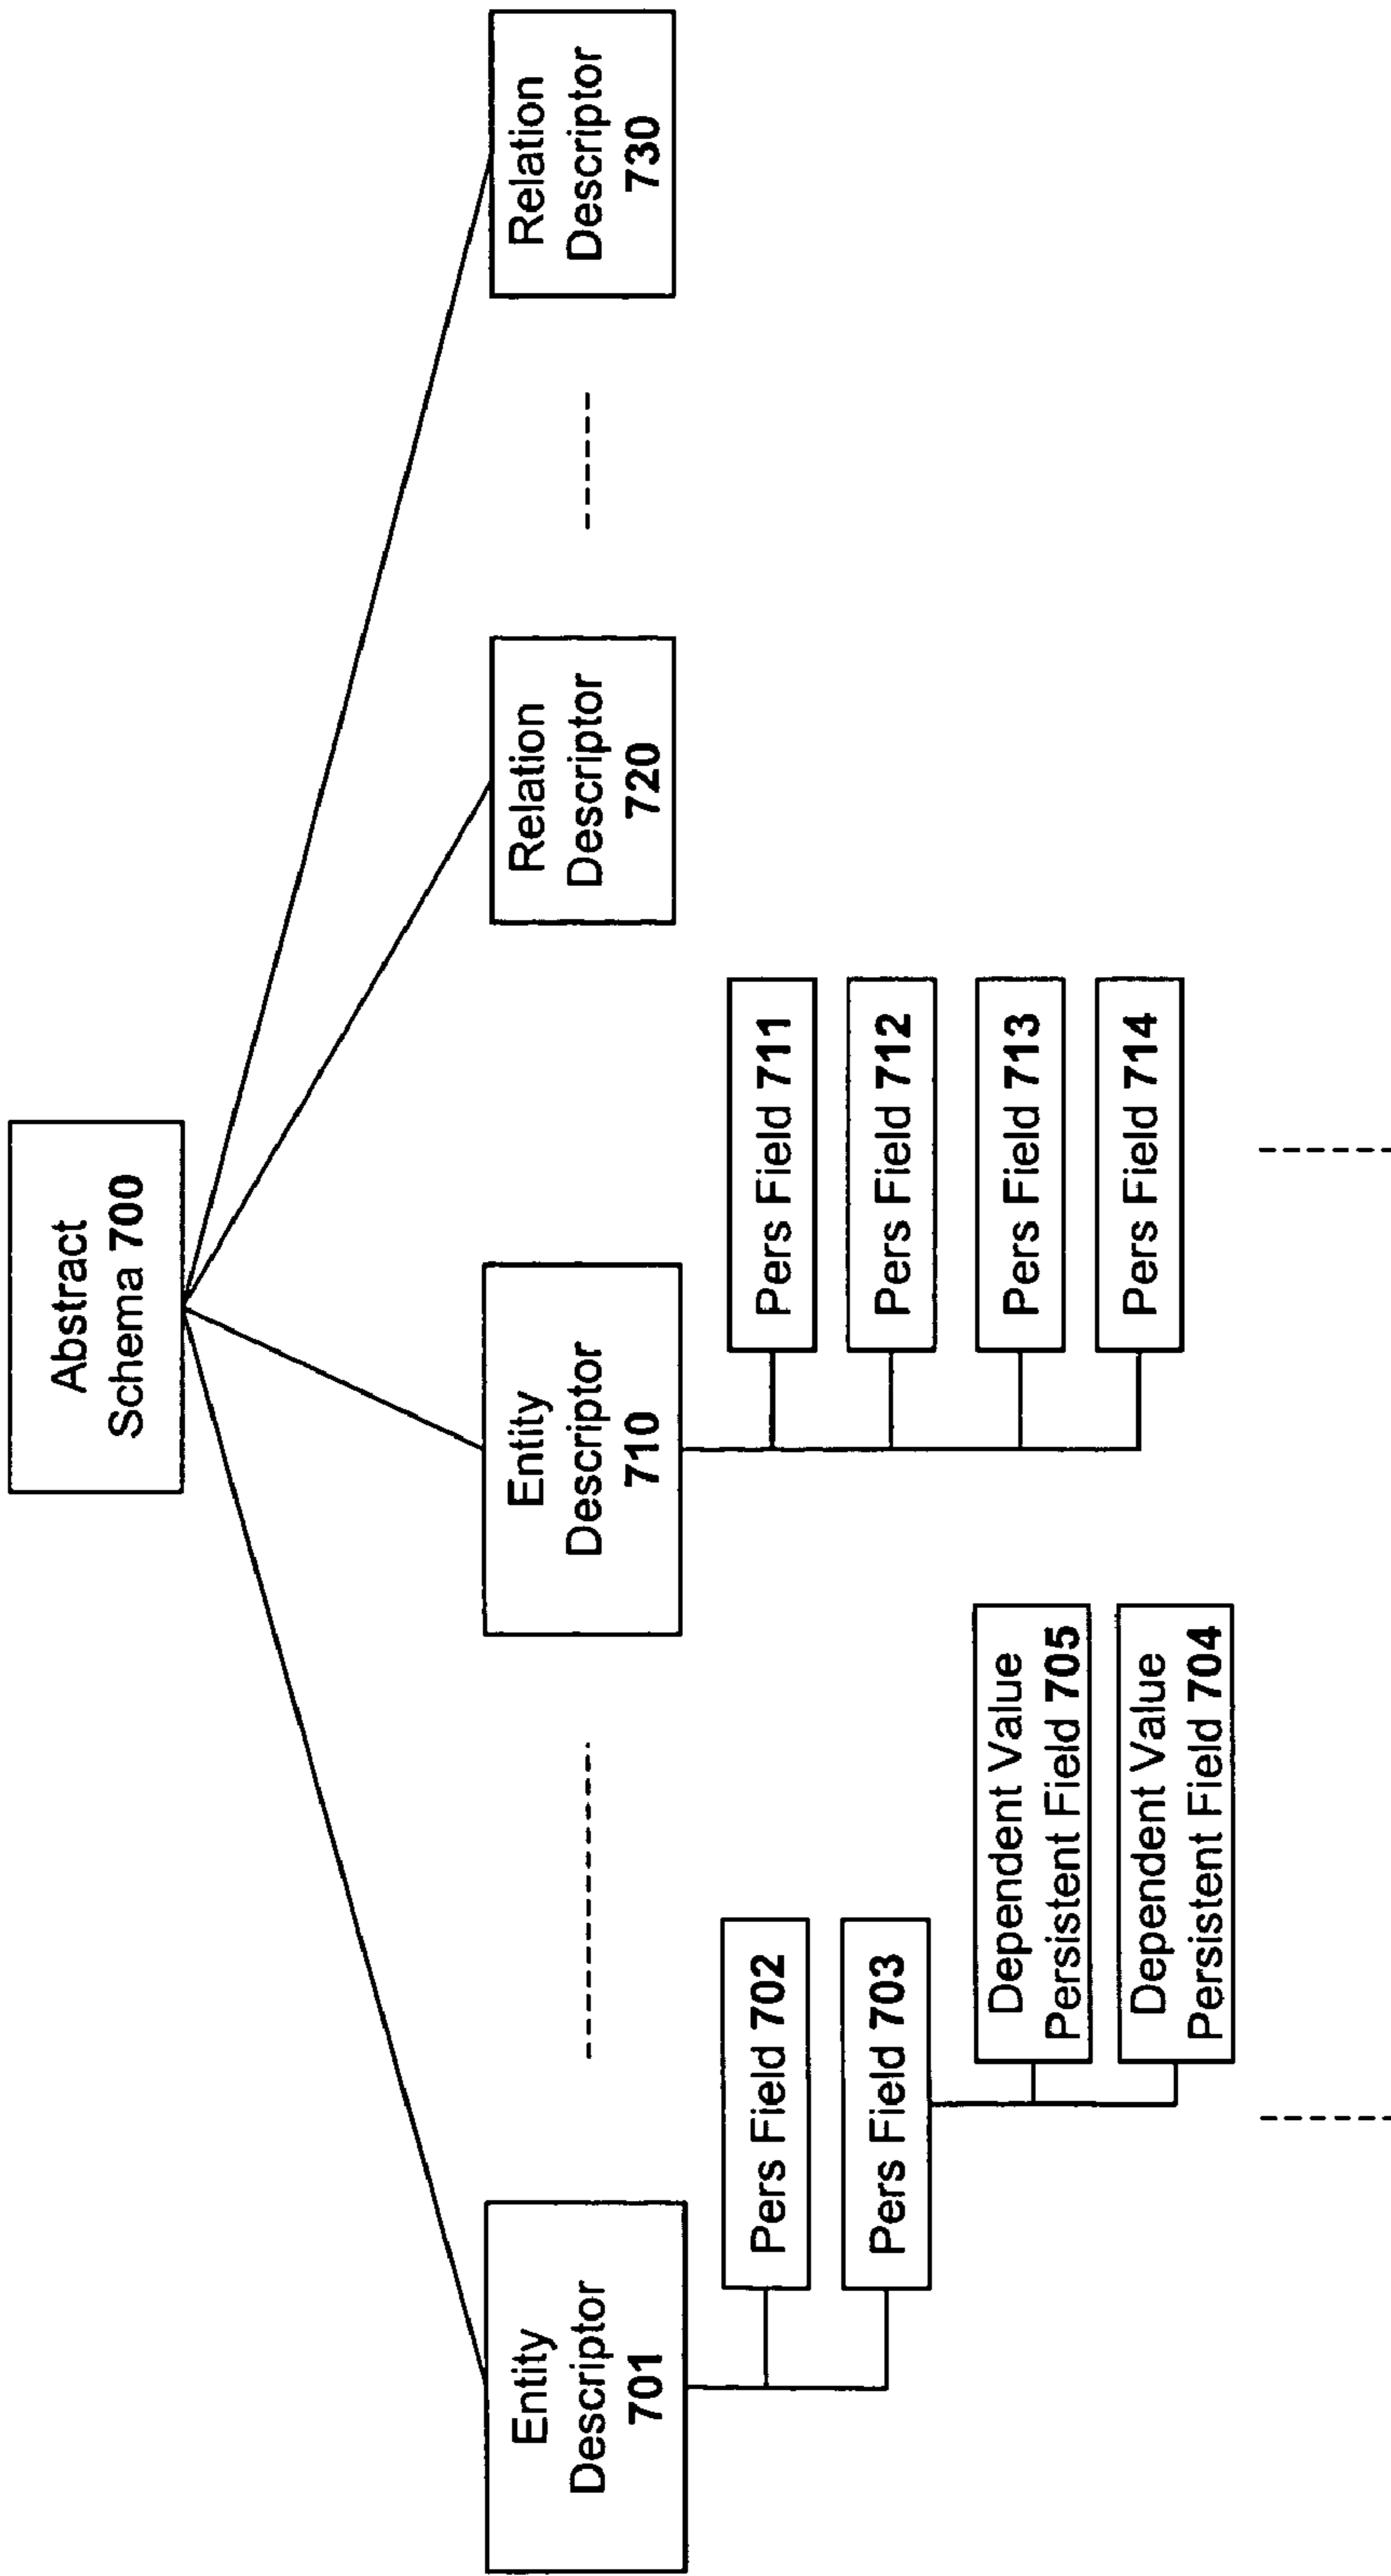 Abstract
Schema 700
Entity
Descriptor
701
Entity
Descriptor
710
Relation
Descriptor
720
Relation
Descriptor
730
Pers Field 702
Pers Field 703
Dependent Value
Persistent Field 705
Dependent Value
Persistent Field 704
Pers Field 711
Pers Field 712
Pers Field 713
Pers Field 714